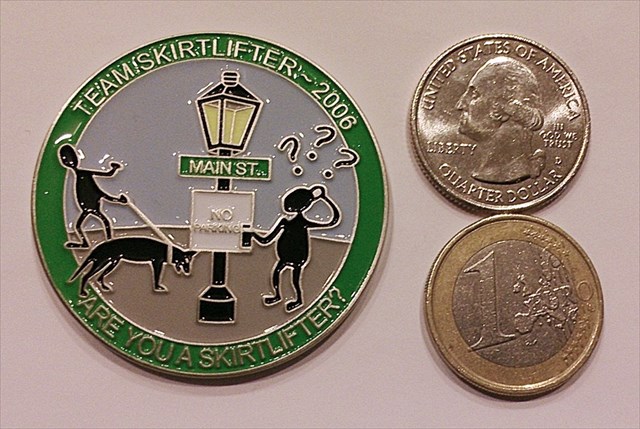 TEAM SKIRTLIFTER ~ 2006
MAIN ST.
NO
PARKING
ARE YOU A SKIRTLIFTER?
UNITED STATES OF AMERICA
LIBERTY
IN
GOD WE
TRUST
D
QUARTER DOLLAR
1